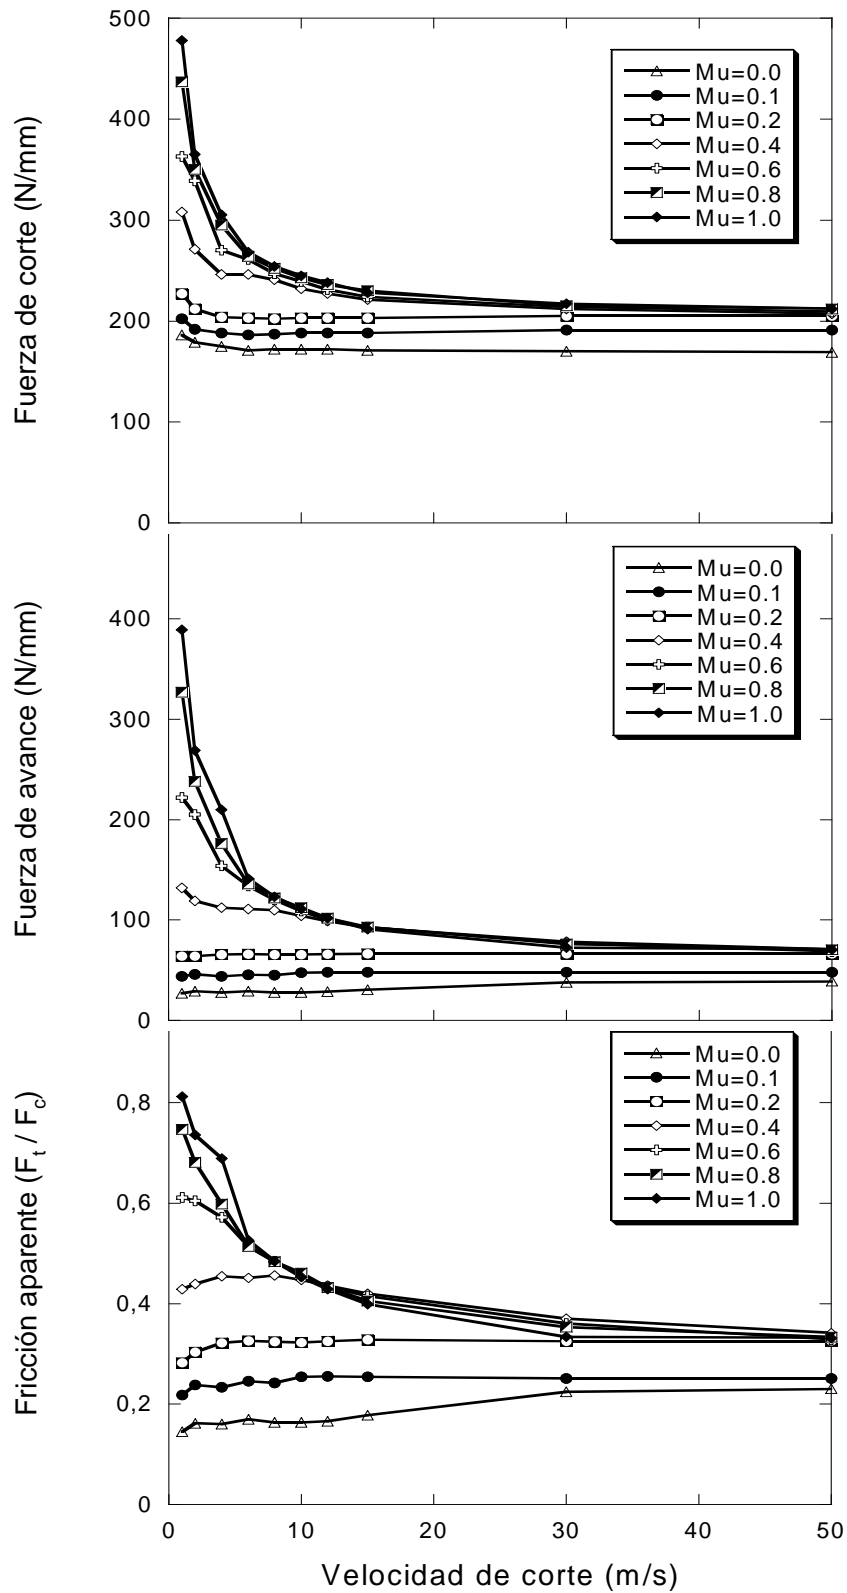 Fuerza de corte (N/mm)
500
400
300
200
100
0
Mu=0.0
Mu=0.1
Mu=0.2
Mu=0.4
Mu=0.6
Mu=0.8
Mu=1.0
Fuerza de avance (N/mm)
400
300
200
100
0
Mu=0.0
Mu=0.1
Mu=0.2
Mu=0.4
Mu=0.6
Mu=0.8
Mu=1.0
Fricción aparente (Ft / Fc)
0,8
0,6
0,4
0,2
0
Mu=0.0
Mu=0.1
Mu=0.2
Mu=0.4
Mu=0.6
Mu=0.8
Mu=1.0
0 10 20 30 40 50
Velocidad de corte (m/s)